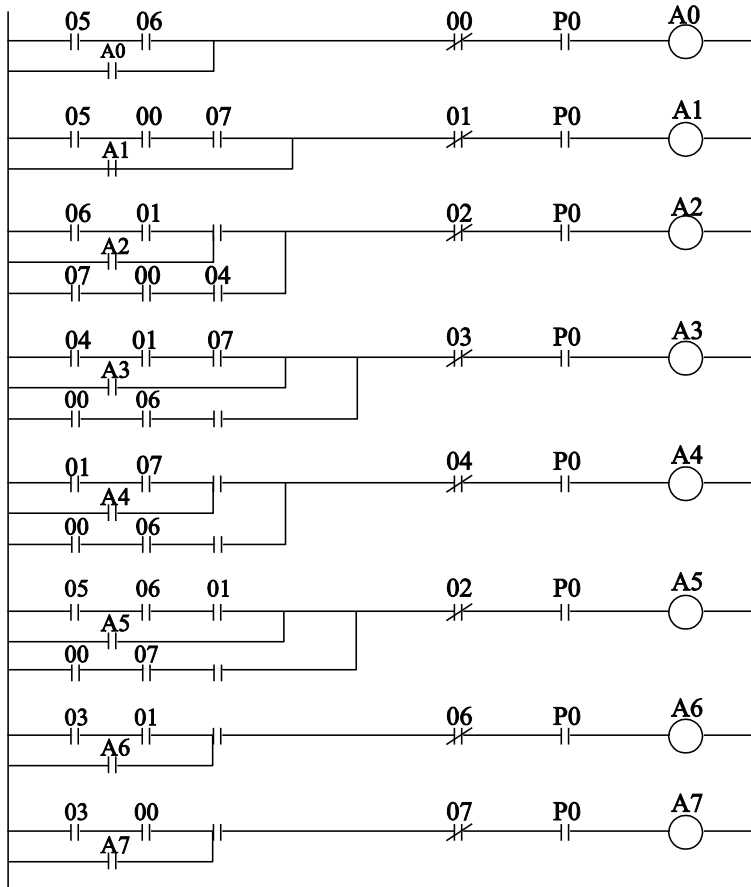 05 06 00 P0 A0
A0
05 00 07 01 P0 A1
A1
06 01 02 P0 A2
A2
07 00 04
04 01 07 03 P0 A3
A3
00 06
01 07 04 P0 A4
A4
00 06
05 06 01 02 P0 A5
A5
00 07
03 01 06 P0 A6
A6
03 00 07 P0 A7
A7